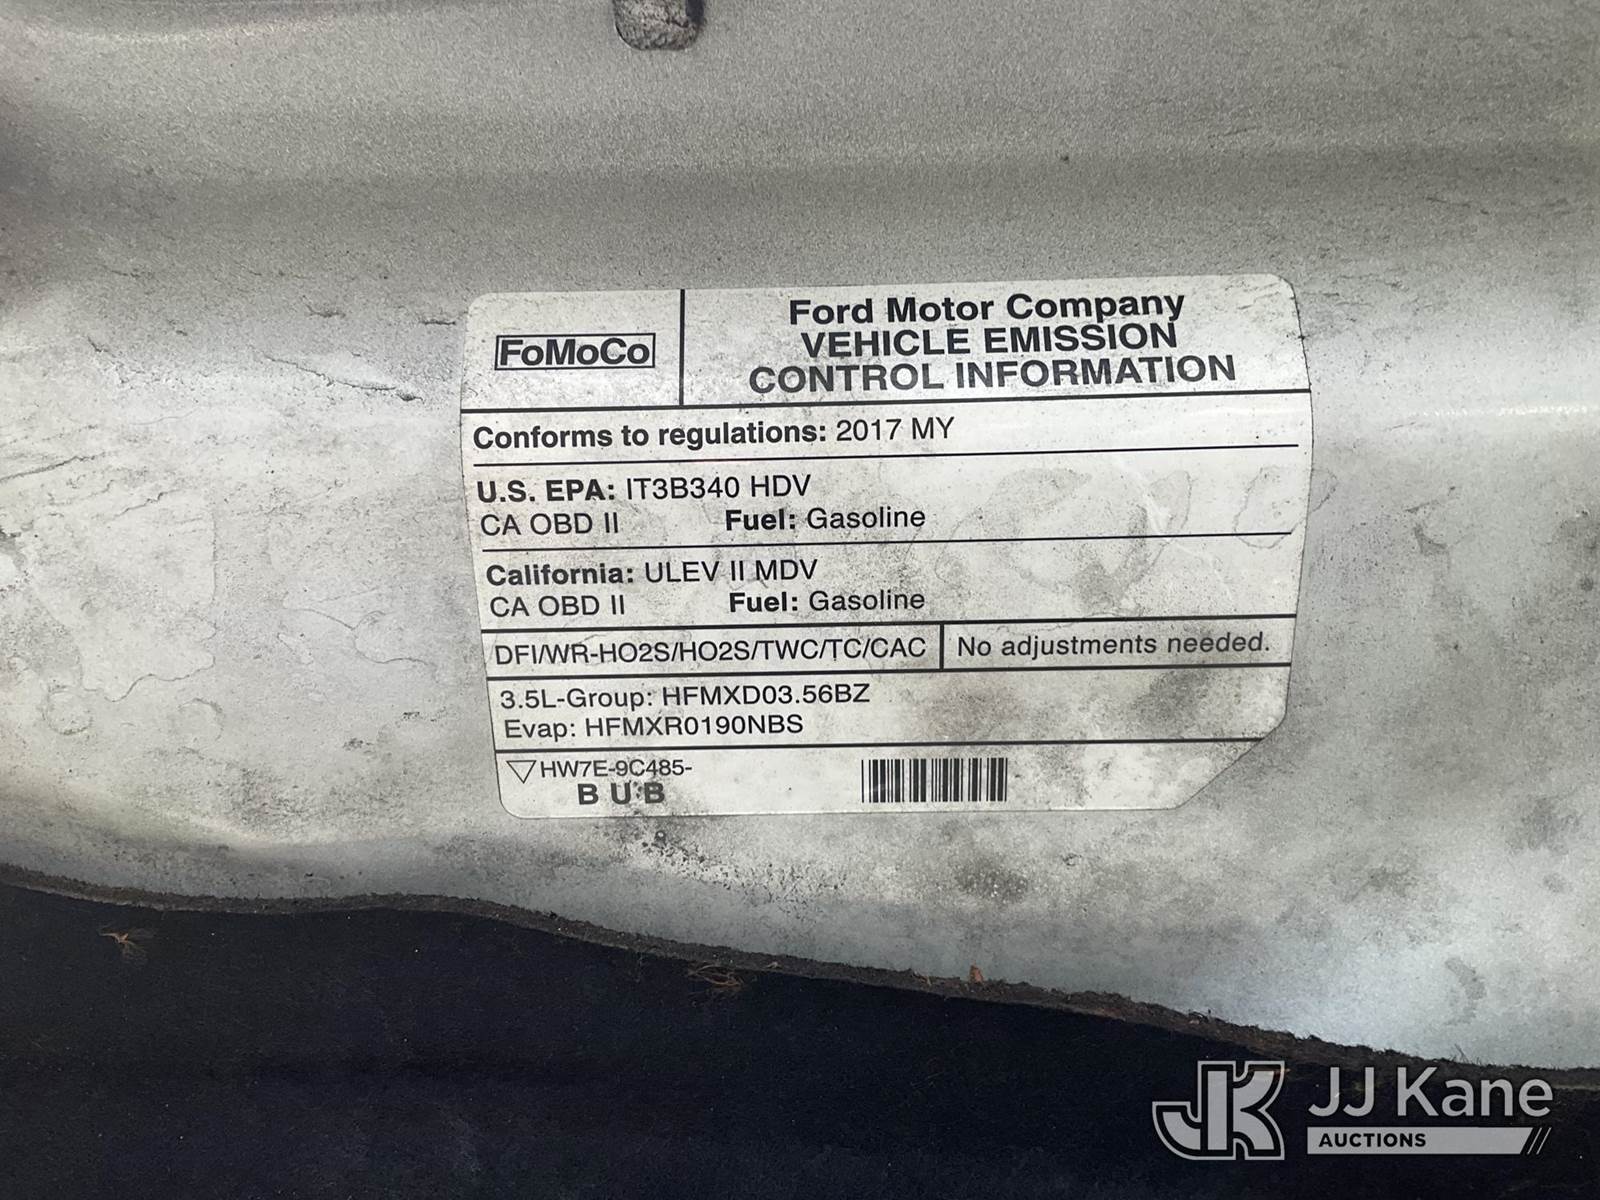 FoMoCo
Ford Motor Company
VEHICLE EMISSION
CONTROL INFORMATION
Conforms to regulations: 2017 MY
U.S. EPA: IT3B340 HDV
CA OBD II Fuel: Gasoline
California: ULEV II MDV
CA OBD II Fuel: Gasoline
DFI/WR-HO2S/HO2S/TWC/TC/CAC No adjustments needed.
3.5L-Group: HFMXD03.56BZ
Evap: HFMXR0190NBS
HW7E-9C485-
B U B
JK JJ Kane
AUCTIONS